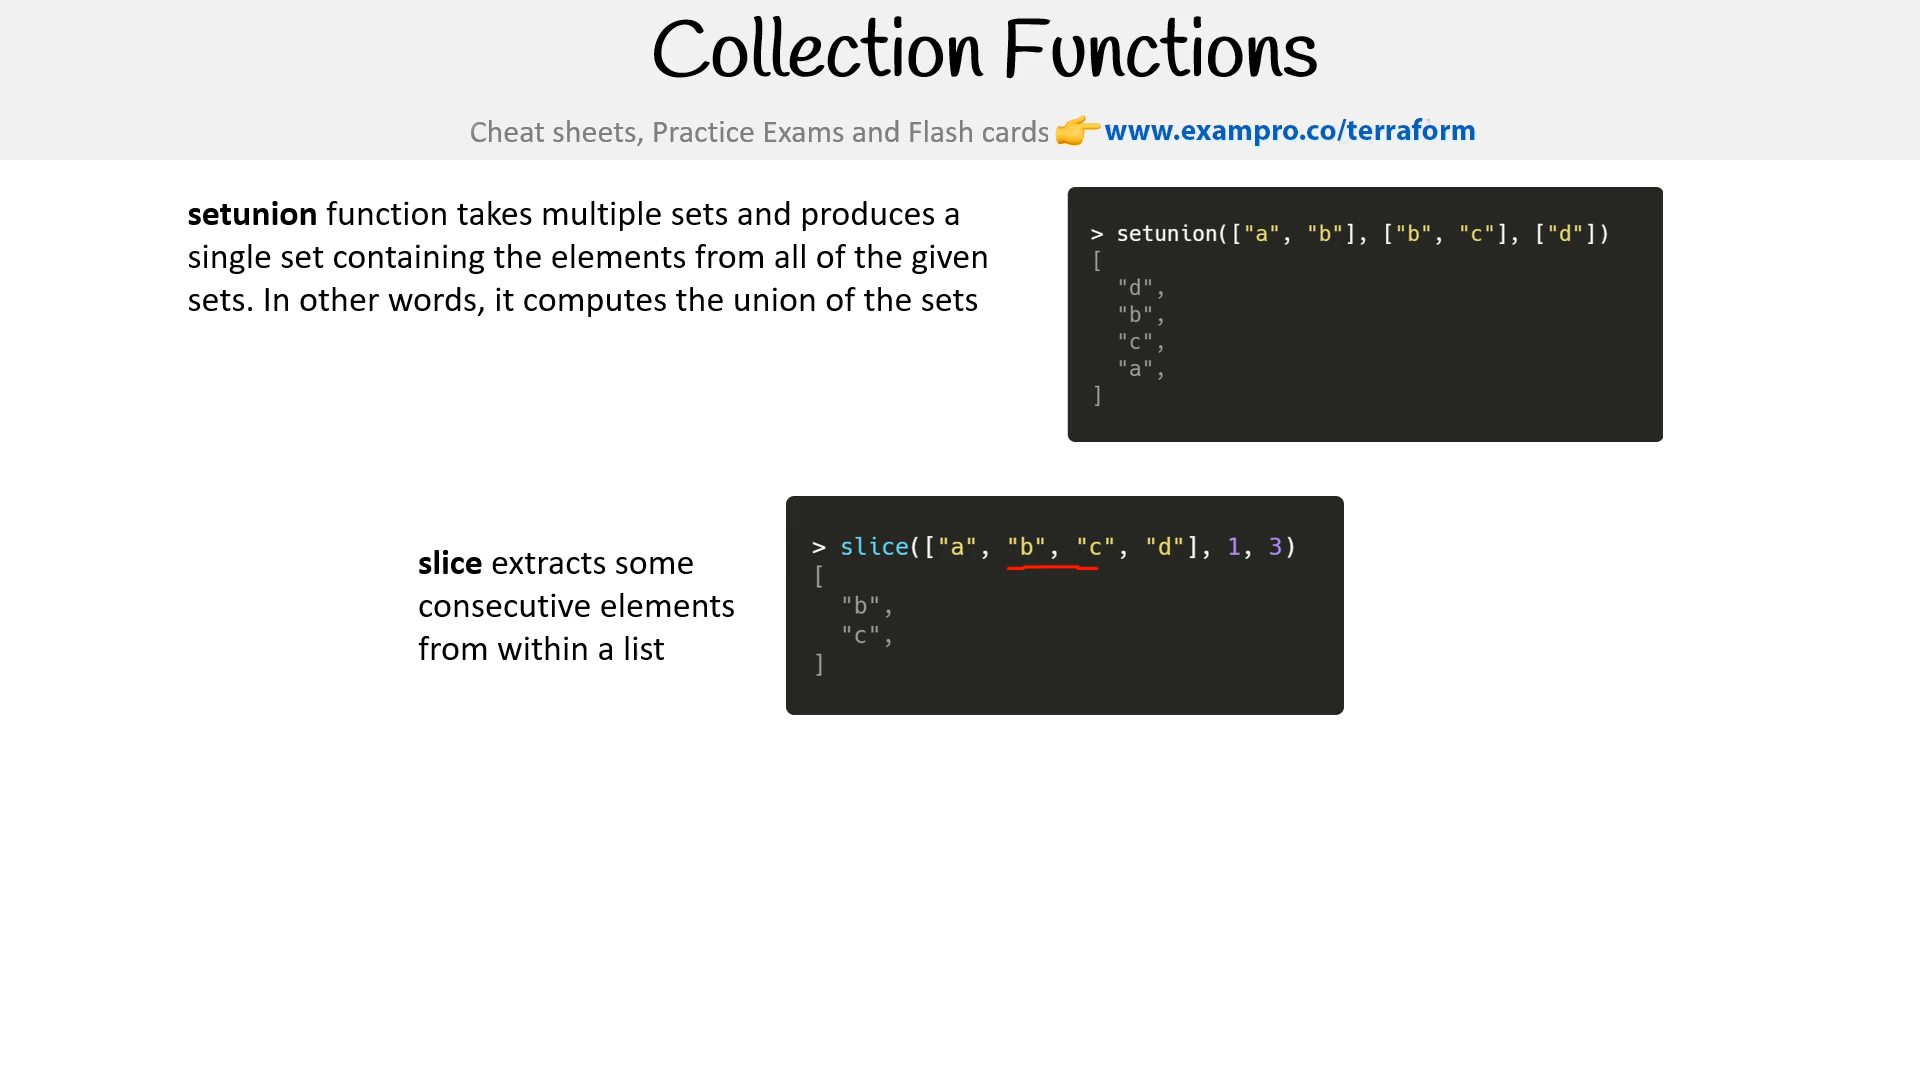 Collection Functions
Cheat sheets, Practice Exams and Flash cards www.exampro.co/terraform
setunion function takes multiple sets and produces a
single set containing the elements from all of the given
sets. In other words, it computes the union of the sets
> setunion(["a", "b"], ["b", "c"], ["d"])
[
"d",
"b",
"c",
"a",
]
slice extracts some
consecutive elements
from within a list
> slice(["a", "b", "c", "d"], 1, 3)
[
"b",
"c",
]